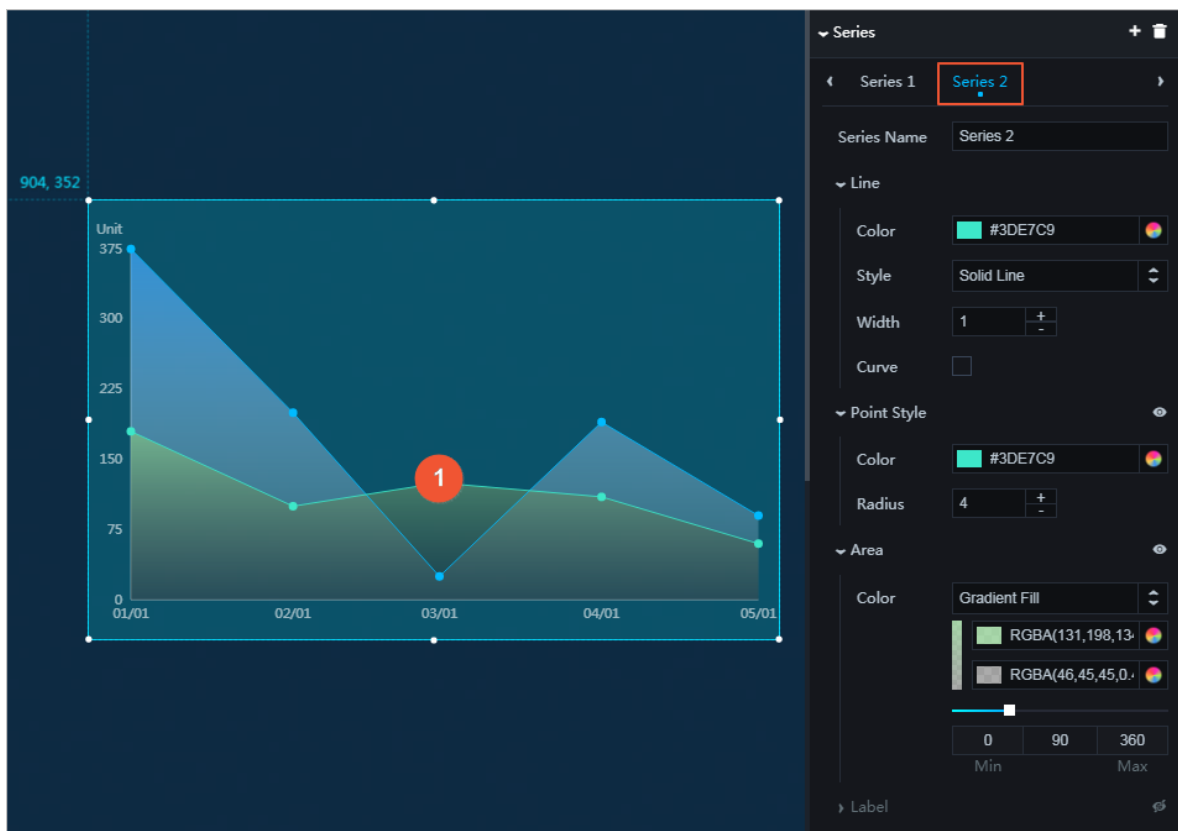 904, 352
Unit
375
300
225
150
75
0
1
01/01 02/01 03/01 04/01 05/01
Series +
Series 1 Series 2
Series Name Series 2
Line
Color #3DE7C9
Style Solid Line
Width 1 + -
Curve
Point Style
Color #3DE7C9
Radius 4 + -
Area
Color Gradient Fill
RGBA(131,198,134
RGBA(46,45,45,0.4
0 90 360
Min Max
Label